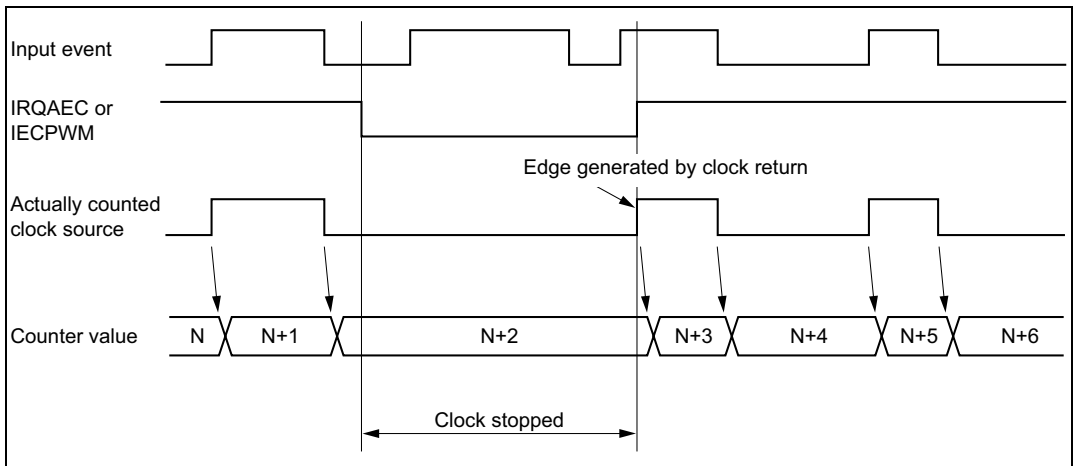 Input event
IRQAEC or
IECPWM
Edge generated by clock return
Actually counted
clock source
Counter value
N
N+1
N+2
N+3
N+4
N+5
N+6
Clock stopped